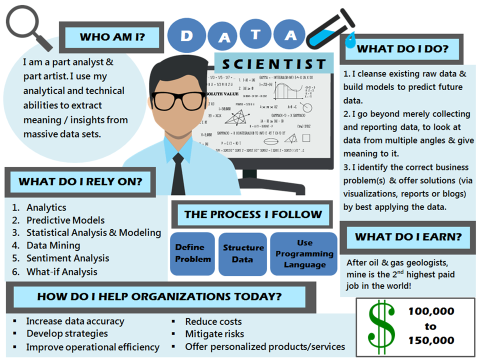 WHO AM I?
I am a part analyst &
part artist. I use my
analytical and technical
abilities to extract
meaning / insights from
massive data sets.
D A T A
SCIENTIST
WHAT DO I DO?
1. I cleanse existing raw data &
build models to predict future
data.
2. I go beyond merely collecting
and reporting data, to look at
data from multiple angles & give
meaning to it.
3. I identify the correct business
problem(s) & offer solutions (via
visualizations, reports or blogs)
by best applying the data.
WHAT DO I RELY ON?
1. Analytics
2. Predictive Models
3. Statistical Analysis & Modeling
4. Data Mining
5. Sentiment Analysis
6. What-if Analysis
THE PROCESS I FOLLOW
Define
Problem
Structure
Data
Use
Programming
Language
WHAT DO I EARN?
After oil & gas geologists,
mine is the 2nd highest paid
job in the world!
$
100,000
to
150,000
HOW DO I HELP ORGANIZATIONS TODAY?
• Increase data accuracy
• Develop strategies
• Improve operational efficiency
• Reduce costs
• Mitigate risks
• Offer personalized products/services